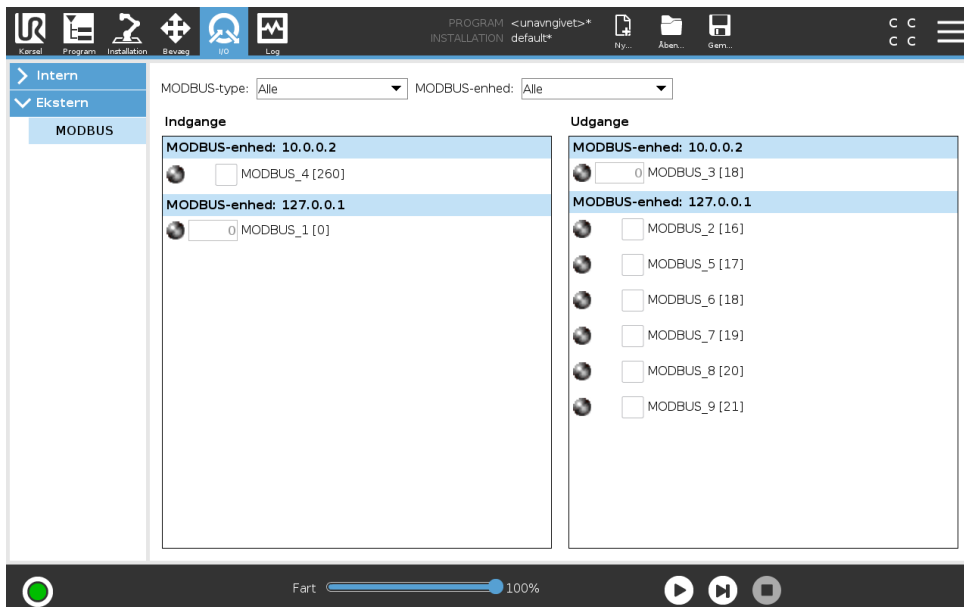 UR
Kørsel Program Installation Bevæg I/O Log
PROGRAM <unavngivet>*
INSTALLATION default*
Ny... Åben... Gem...
C C
C C
Intern
Ekstern
MODBUS
MODBUS-type: Alle MODBUS-enhed: Alle
Indgange
MODBUS-enhed: 10.0.0.2
MODBUS_4 [260]
MODBUS-enhed: 127.0.0.1
0 MODBUS_1 [0]
Udgange
MODBUS-enhed: 10.0.0.2
0 MODBUS_3 [18]
MODBUS-enhed: 127.0.0.1
MODBUS_2 [16]
MODBUS_5 [17]
MODBUS_6 [18]
MODBUS_7 [19]
MODBUS_8 [20]
MODBUS_9 [21]
Fart 100%